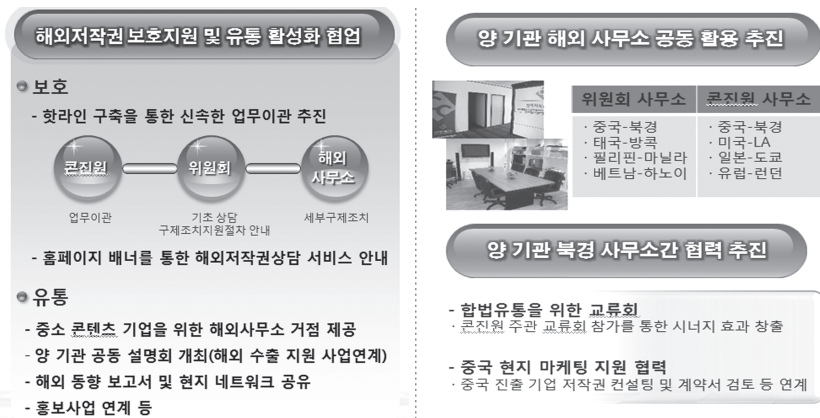 해외저작권 보호지원 및 유통 활성화 협업
보호
- 핫라인 구축을 통한 신속한 업무이관 추진
콘진원
위원회
해외
사무소
업무이관
기초 상담
구제조치지원절차 안내
세부구제조치
- 홈페이지 배너를 통한 해외저작권상담 서비스 안내
유통
- 중소 콘텐츠 기업을 위한 해외사무소 거점 제공
- 양 기관 공동 설명회 개최(해외 수출 지원 사업연계)
- 해외 동향 보고서 및 현지 네트워크 공유
- 홍보사업 연계 등
양 기관 해외 사무소 공동 활용 추진
위원회 사무소
· 중국-북경
· 태국-방콕
· 필리핀-마닐라
· 베트남-하노이
콘진원 사무소
· 중국-북경
· 미국-LA
· 일본-도쿄
· 유럽-런던
양 기관 북경 사무소간 협력 추진
- 합법유통을 위한 교류회
· 콘진원 주관 교류회 참가를 통한 시너지 효과 창출
- 중국 현지 마케팅 지원 협력
· 중국 진출 기업 저작권 컨설팅 및 계약서 검토 등 연계